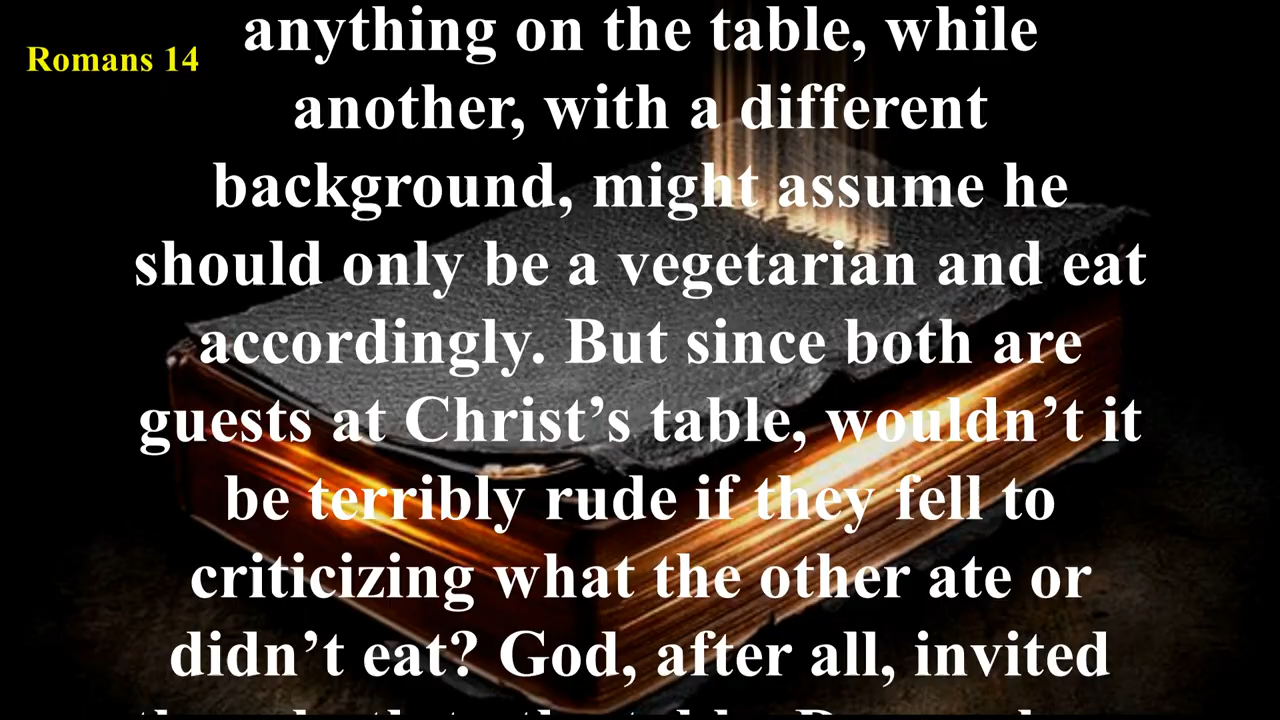 Romans 14
anything on the table, while
another, with a different
background, might assume he
should only be a vegetarian and eat
accordingly. But since both are
guests at Christ’s table, wouldn’t it
be terribly rude if they fell to
criticizing what the other ate or
didn’t eat? God, after all, invited